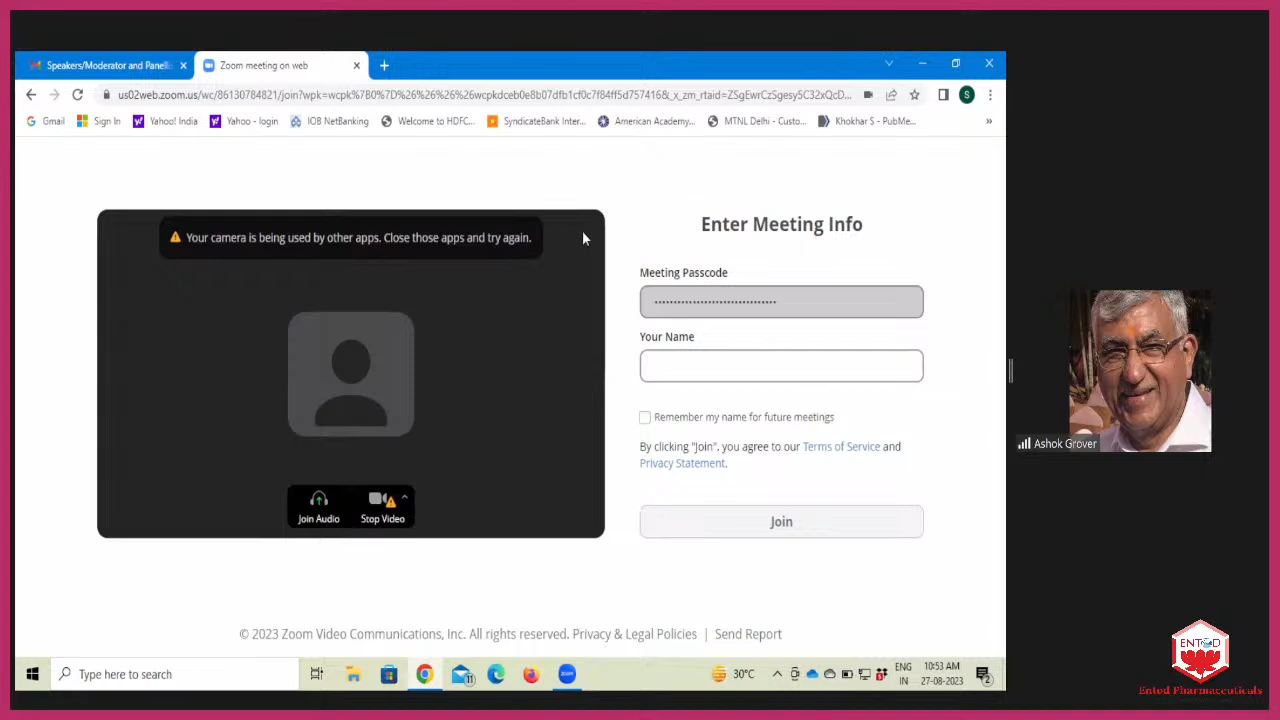 Speakers/Moderator and Panelis
Zoom meeting on web
us02web.zoom.us/wc/86130784821/join?wpk=wcpk%7B0%7D%26%26%26%26wcpkdceb0e8b07dfb1cf0c7f84ff5d757416&_x_zm_rtaid=ZSgEwrCzSgesy5C32xQcD...
S
Gmail
Sign In
Yahoo! India
Yahoo - login
IOB NetBanking
Welcome to HDFC...
SyndicateBank Inter...
American Academy...
MTNL Delhi - Custo...
Khokhar S - PubMe...
»
Your camera is being used by other apps. Close those apps and try again.
Join Audio
Stop Video
Enter Meeting Info
Meeting Passcode
Your Name
Remember my name for future meetings
By clicking "Join", you agree to our Terms of Service and
Privacy Statement.
Join
© 2023 Zoom Video Communications, Inc. All rights reserved. Privacy & Legal Policies | Send Report
Type here to search
11
zoom
30°C
ENG
IN
10:53 AM
27-08-2023
2
Ashok Grover
ENTOD
Entod Pharmaceuticals